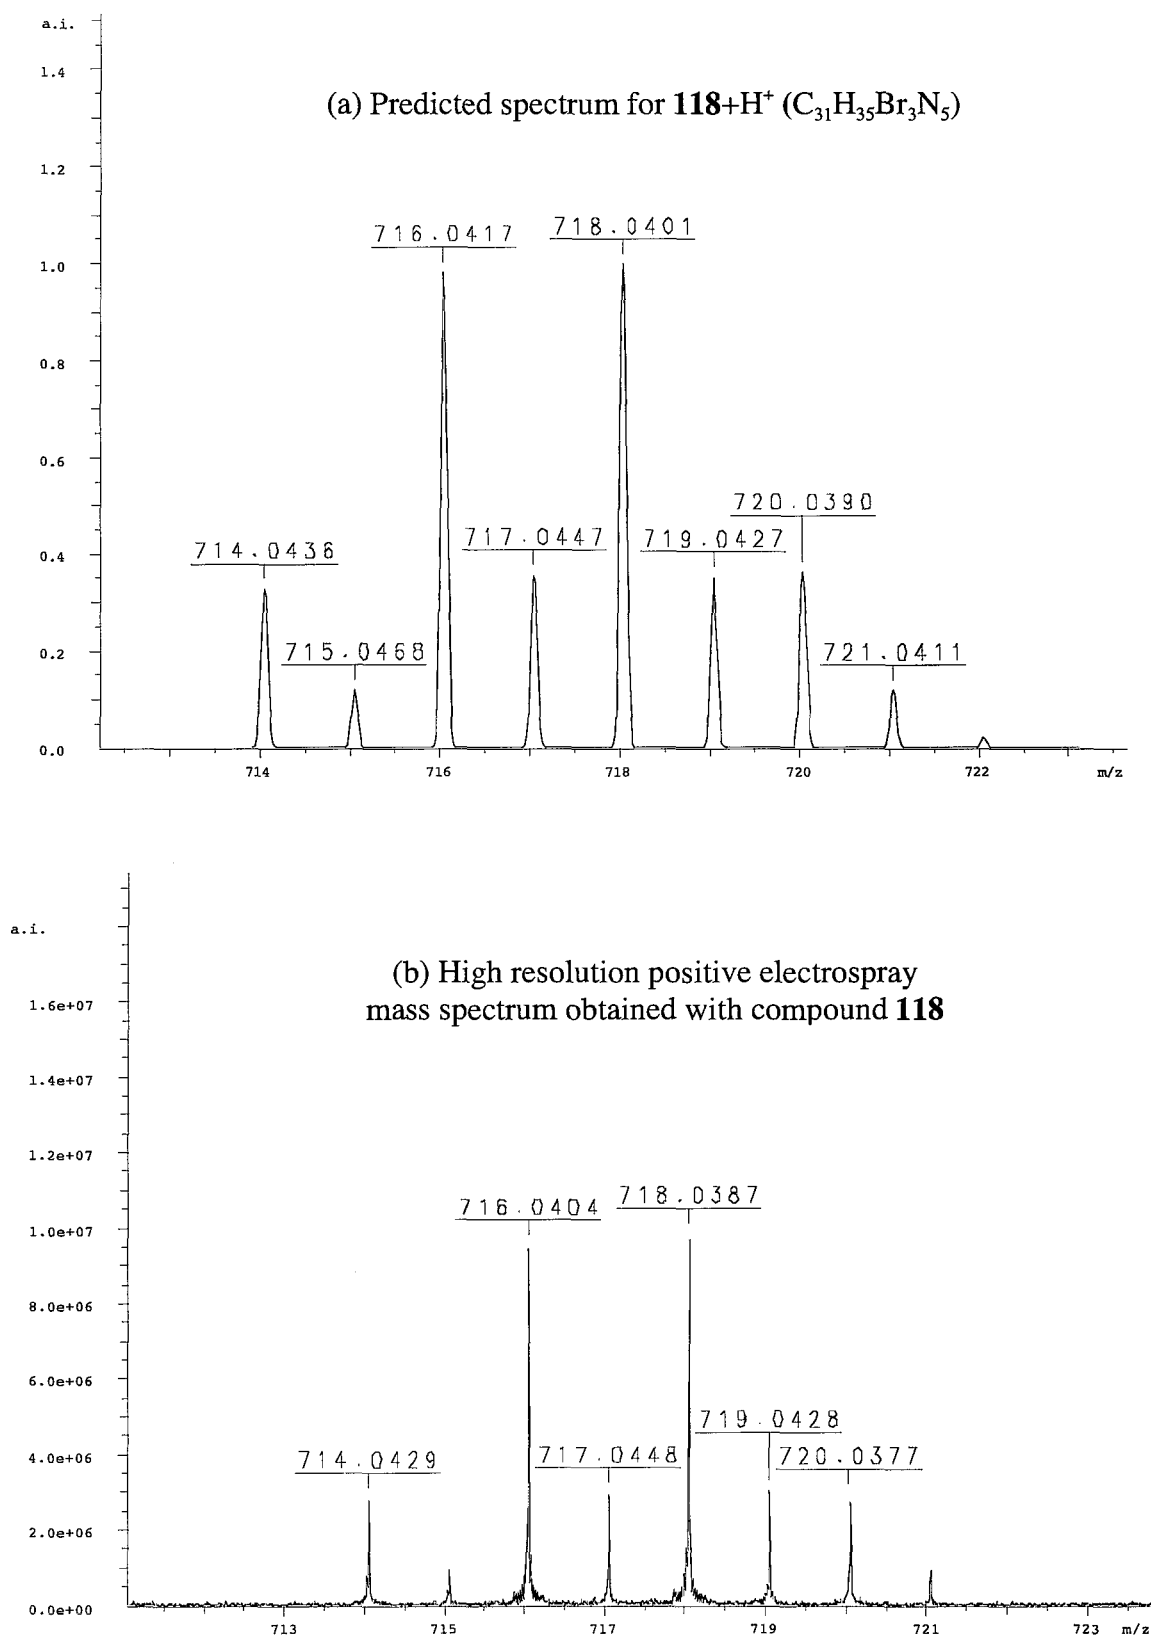 a.i.
1.4
(a) Predicted spectrum for 118+H⁺ (C₃₁H₃₅Br₃N₅)
1.2
716.0417
718.0401
1.0
0.8
0.6
720.0390
717.0447
719.0427
714.0436
0.4
715.0468
721.0411
0.2
0.0
714
716
718
720
722
m/z
a.i.
(b) High resolution positive electrospray
mass spectrum obtained with compound 118
1.6e+07
1.4e+07
1.2e+07
716.0404
718.0387
1.0e+07
8.0e+06
6.0e+06
719.0428
714.0429
717.0448
720.0377
4.0e+06
2.0e+06
0.0e+00
713
715
717
719
721
723
m/z